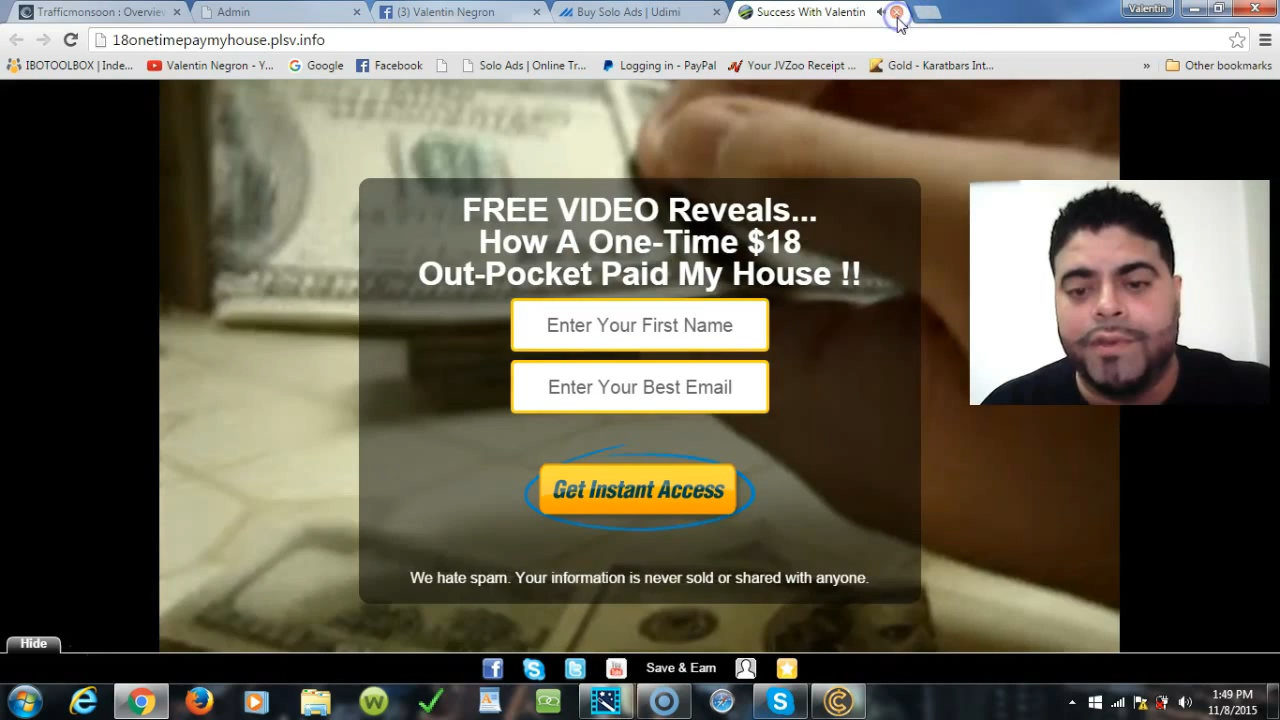 Trafficmonsoon : Overvie
Admin
(3) Valentin Negron
Buy Solo Ads | Udimi
Success With Valentin
Valentin
18onetimepaymyhouse.plsv.info
IBOTOOLBOX | Inde...
Valentin Negron - Y...
Google
Facebook
Solo Ads | Online Tr...
Logging in - PayPal
Your JVZoo Receipt ...
Gold - Karatbars Int...
»
Other bookmarks
FREE VIDEO Reveals...
How A One-Time $18
Out-Pocket Paid My House !!
Enter Your First Name
Enter Your Best Email
Get Instant Access
We hate spam. Your information is never sold or shared with anyone.
Hide
Save & Earn
1:49 PM
11/8/2015